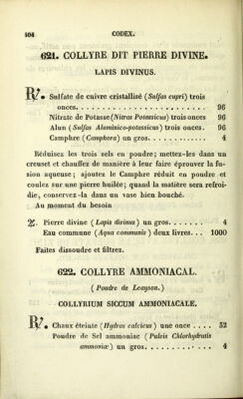 404 CODEX.
621. COLLYRE DIT PIERRE DIVINE.
LAPIS DIVINUS.
℞. Sulfate de cuivre cristallisé (Sulfas cupri) trois
onces. . . . . . . . . . . . . . . . 96
Nitrate de Potasse (Nitras Potassicus) trois onces 96
Alun (Sulfas Aluminico-potassicus) trois onces. 96
Camphre (Camphora) un gros. . . . . . . . . 4
Réduisez les trois sels en poudre; mettez-les dans un
creuset et chauffez de manière à leur faire éprouver la fu-
sion aqueuse; ajoutez le Camphre réduit en poudre et
coulez sur une pierre huilée; quand la matière sera refroi-
die, conservez-la dans un vase bien bouché.
Au moment du besoin
℞. Pierre divine (Lapis divinus) un gros. . . . . . . 4
Eau commune (Aqua communis) deux livres. . . 1000
Faites dissoudre et filtrez.
622. COLLYRE AMMONIACAL.
(Poudre de Leayson.)
COLLYRIUM SICCUM AMMONIACALE.
℞. Chaux éteinte (Hydras calcicus) une once . . . . 32
Poudre de Sel ammoniac (Pulvis Chlorhydratis
ammoniæ) un gros. . . . . . . . . . . . 4